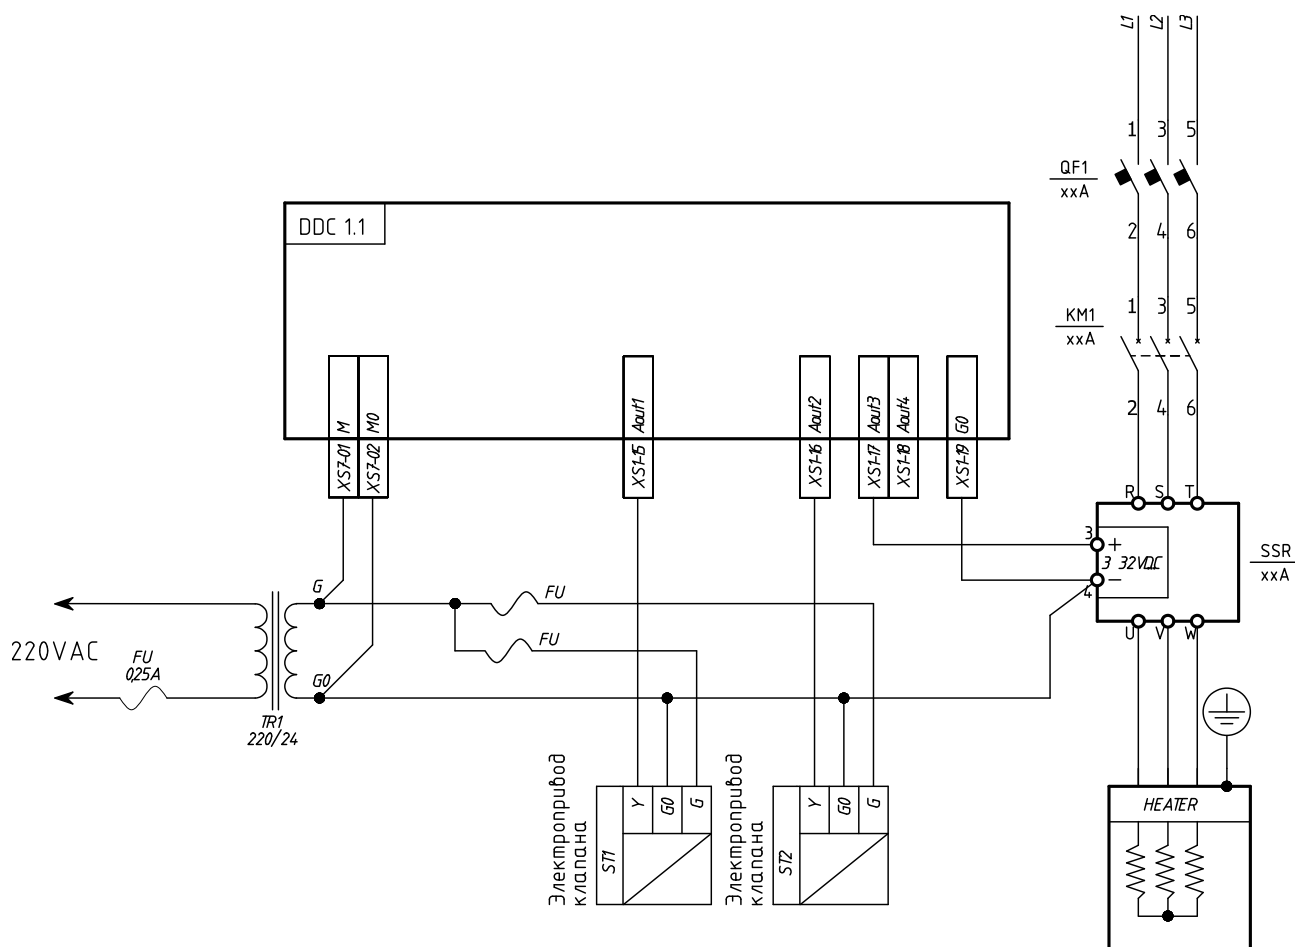 L1
L2
L3
1
3
5
QF1
xxA
2
4
6
DDC 1.1
1
3
5
KM1
xxA
2
4
6
XS7-01 M
XS7-02 M0
XS1-15 Aout1
XS1-16 Aout2
XS1-17 Aout3
XS1-18 Aout4
XS1-19 G0
R
S
T
3
+
3 32VDC
–
4
SSR
xxA
U
V
W
G
FU
FU
220VAC
FU
0,25A
G0
TR1
220/24
Электропривод
клапана
ST1
Y
G0
G
Электропривод
клапана
ST2
Y
G0
G
HEATER